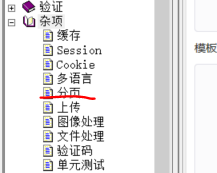 验证
杂项
缓存
Session
Cookie
多语言
分页
上传
图像处理
文件处理
验证码
单元测试
模板